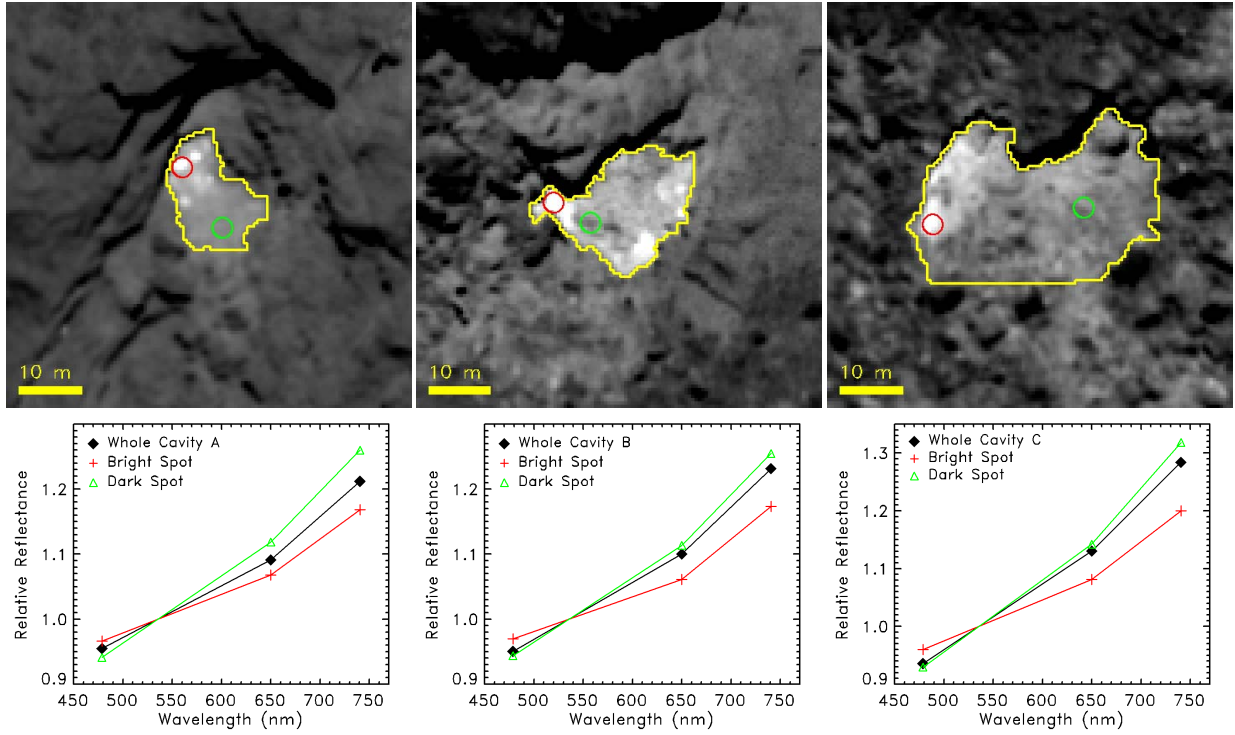 10 m
10 m
10 m
Whole Cavity A
Bright Spot
Dark Spot
1.2
1.1
1.0
0.9
Relative Reflectance
450 500 550 600 650 700 750
Wavelength (nm)
Whole Cavity B
Bright Spot
Dark Spot
1.2
1.1
1.0
0.9
Relative Reflectance
450 500 550 600 650 700 750
Wavelength (nm)
Whole Cavity C
Bright Spot
Dark Spot
1.3
1.2
1.1
1.0
0.9
Relative Reflectance
450 500 550 600 650 700 750
Wavelength (nm)